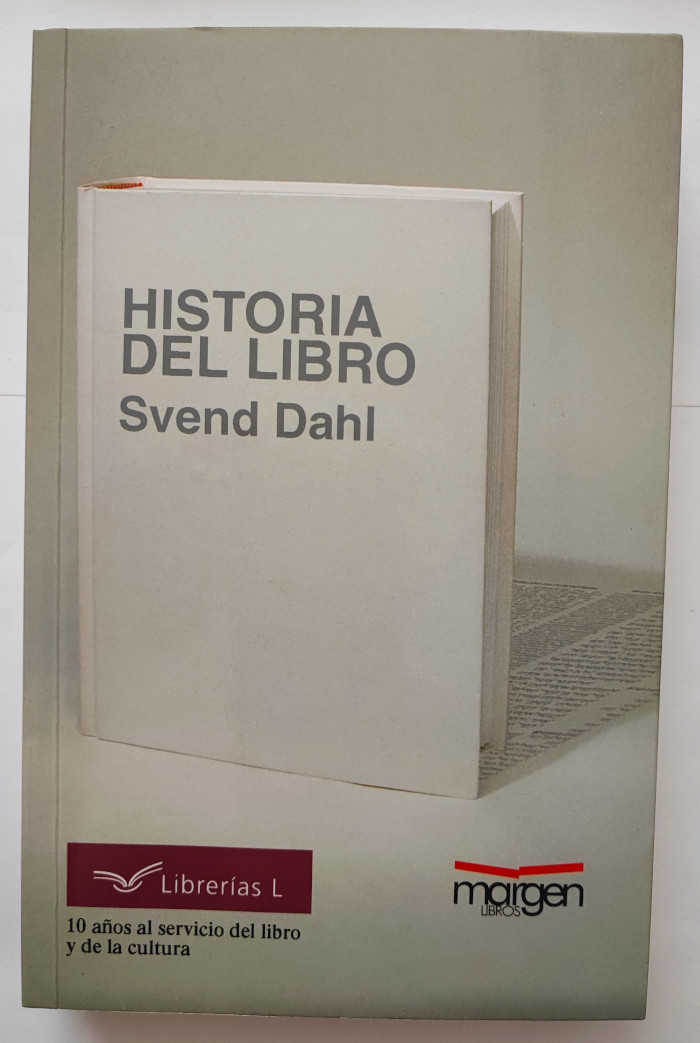 HISTORIA
DEL LIBRO
Svend Dahl
Librerías L
10 años al servicio del libro
y de la cultura
margen
LIBROS